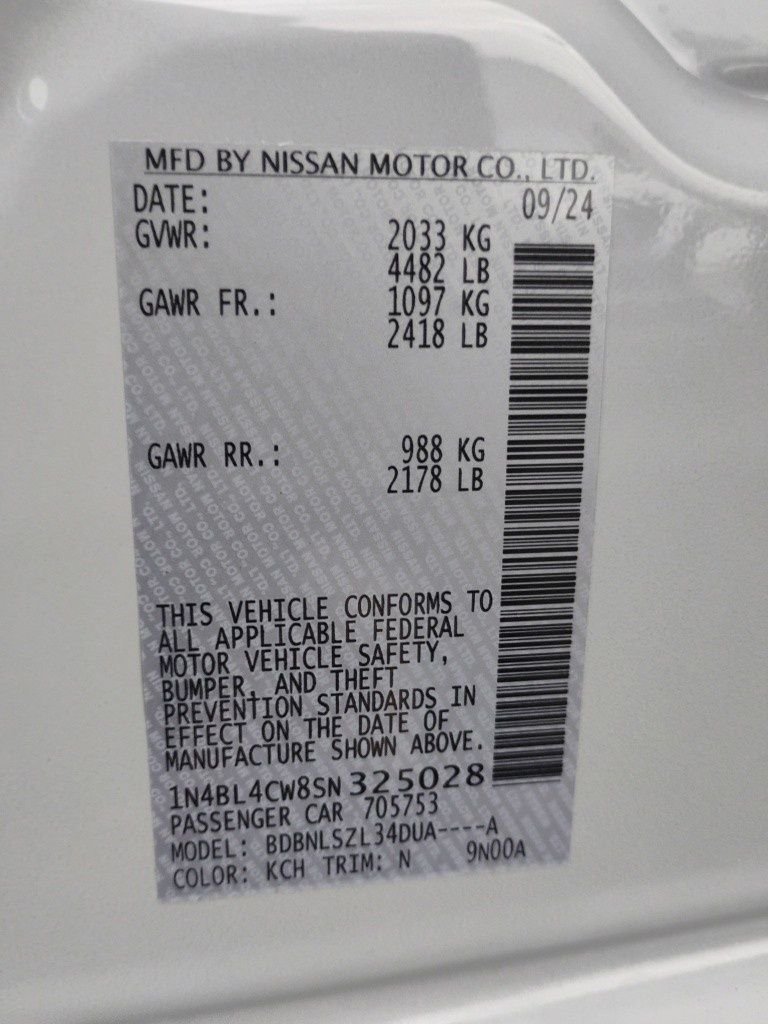 MFD BY NISSAN MOTOR CO., LTD.
DATE: 09/24
GVWR: 2033 KG
4482 LB
GAWR FR.: 1097 KG
2418 LB
GAWR RR.: 988 KG
2178 LB
THIS VEHICLE CONFORMS TO
ALL APPLICABLE FEDERAL
MOTOR VEHICLE SAFETY,
BUMPER, AND THEFT
PREVENTION STANDARDS IN
EFFECT ON THE DATE OF
MANUFACTURE SHOWN ABOVE.
1N4BL4CW8SN325028
PASSENGER CAR 705753
MODEL: BDBNLSZL34DUA----A
COLOR: KCH TRIM: N 9N00A